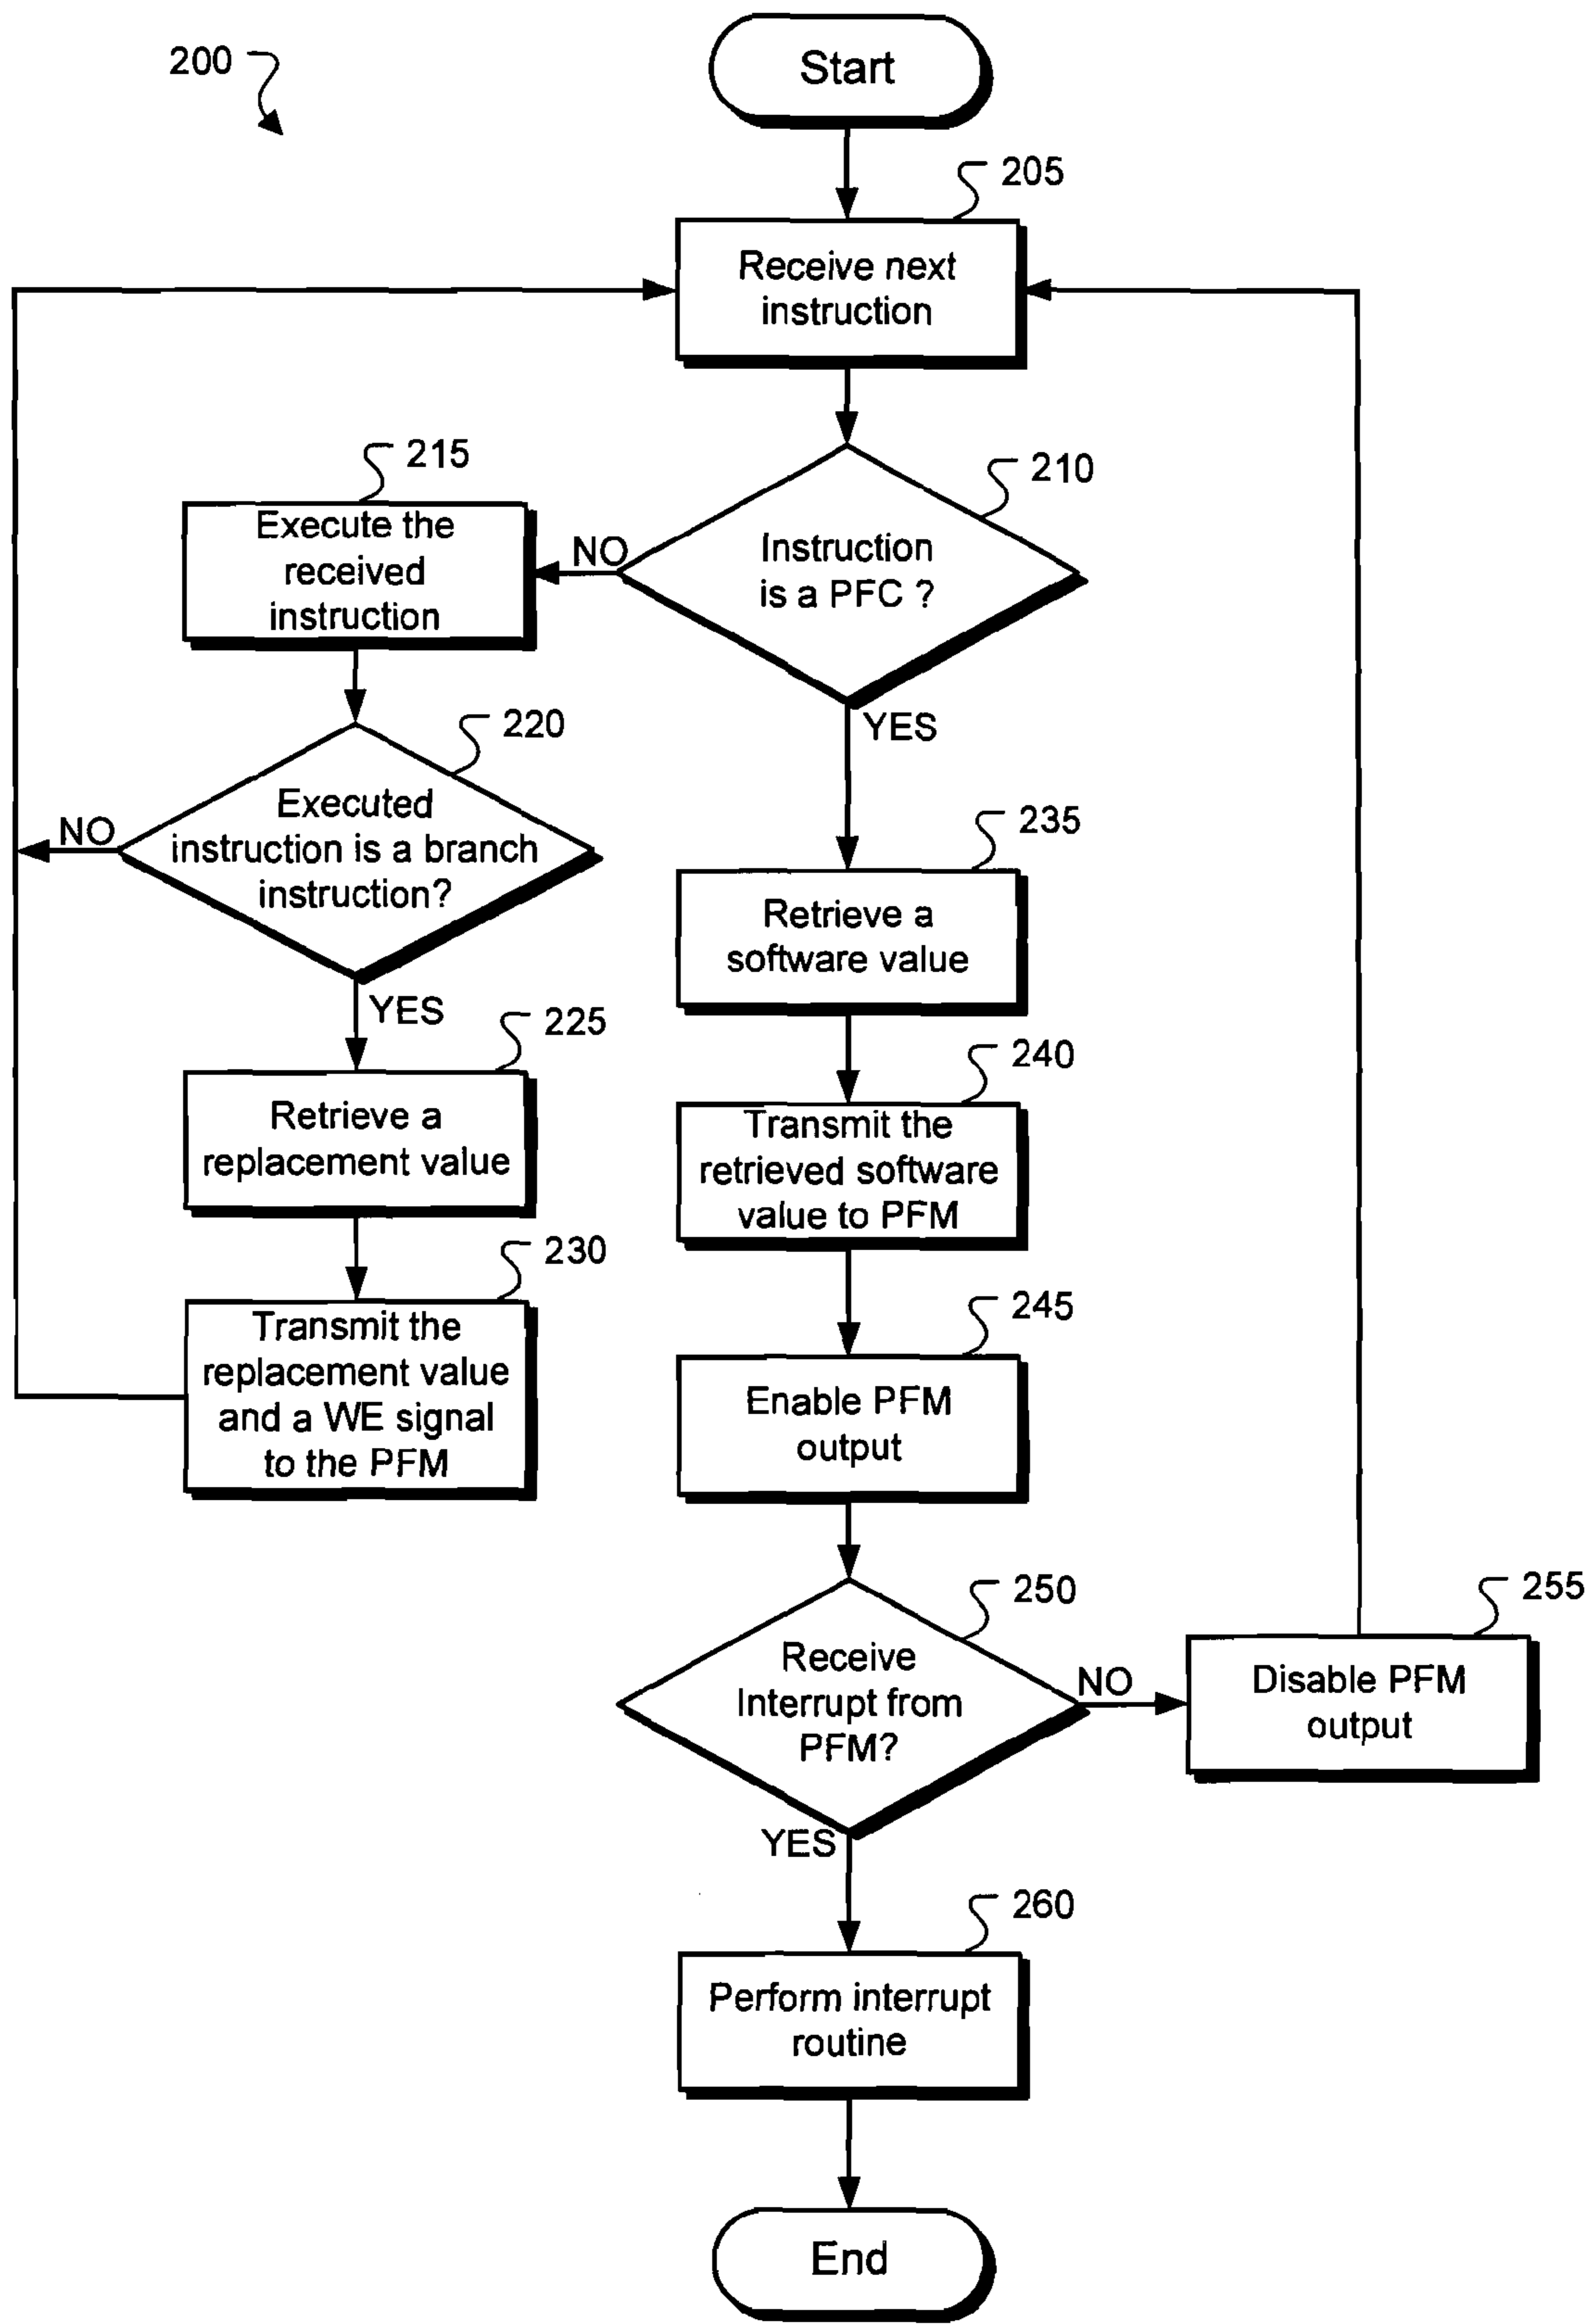 200
Start
205
Receive next
instruction
215
Execute the
received
instruction
NO
210
Instruction
is a PFC ?
YES
220
Executed
instruction is a branch
instruction?
NO
YES
225
Retrieve a
replacement value
230
Transmit the
replacement value
and a WE signal
to the PFM
235
Retrieve a
software value
240
Transmit the
retrieved software
value to PFM
245
Enable PFM
output
250
Receive
Interrupt from
PFM?
NO
255
Disable PFM
output
YES
260
Perform interrupt
routine
End